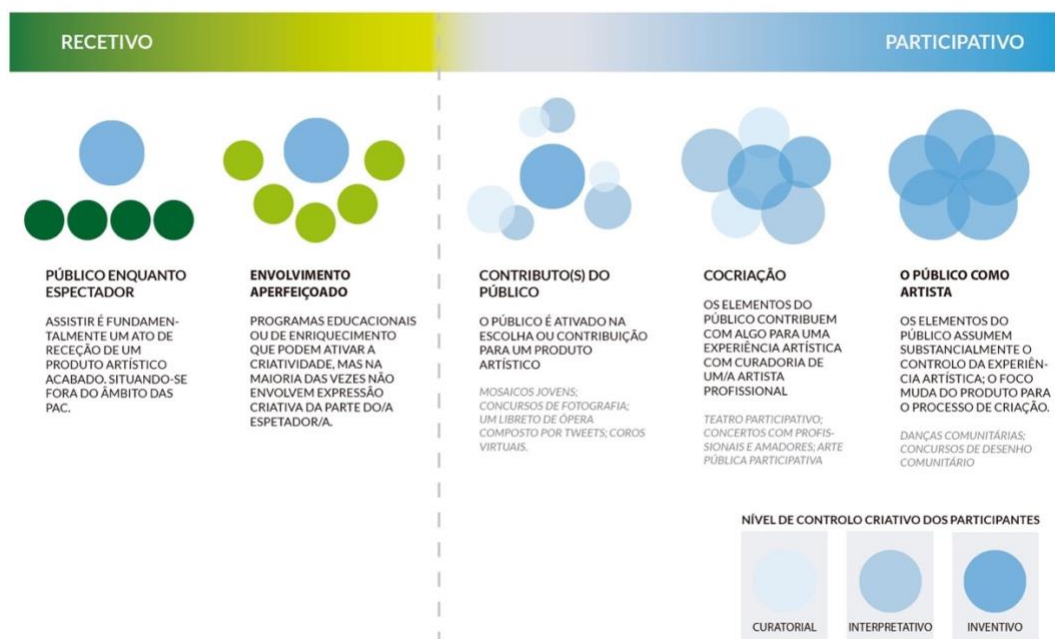 RECETIVO
PARTICIPATIVO
PÚBLICO ENQUANTO
ESPECTADOR
ASSISTIR É FUNDAMEN-
TALMENTE UM ATO DE
RECEÇÃO DE UM
PRODUTO ARTÍSTICO
ACABADO. SITUANDO-SE
FORA DO ÂMBITO DAS
PAC.
ENVOLVIMENTO
APERFEIÇOADO
PROGRAMAS EDUCACIONAIS
OU DE ENRIQUECIMENTO
QUE PODEM ATIVAR A
CRIATIVIDADE, MAS NA
MAIORIA DAS VEZES NÃO
ENVOLVEM EXPRESSÃO
CRIATIVA DA PARTE DO/A
ESPETADOR/A.
CONTRIBUTO(S) DO
PÚBLICO
O PÚBLICO É ATIVADO NA
ESCOLHA OU CONTRIBUIÇÃO
PARA UM PRODUTO
ARTÍSTICO
MOSAICOS JOVENS;
CONCURSOS DE FOTOGRAFIA;
UM LIBRETO DE ÓPERA
COMPOSTO POR TWEETS; COROS
VIRTUAIS.
COCRIAÇÃO
OS ELEMENTOS DO
PÚBLICO CONTRIBUEM
COM ALGO PARA UMA
EXPERIÊNCIA ARTÍSTICA
COM CURADORIA DE
UM/A ARTISTA
PROFISSIONAL
TEATRO PARTICIPATIVO;
CONCERTOS COM PROFIS-
SIONAIS E AMADORES; ARTE
PÚBLICA PARTICIPATIVA
O PÚBLICO COMO
ARTISTA
OS ELEMENTOS DO
PÚBLICO ASSUMEM
SUBSTANCIALMENTE O
CONTROLO DA EXPERIÊN-
CIA ARTÍSTICA; O FOCO
MUDA DO PRODUTO PARA
O PROCESSO DE CRIAÇÃO.
DANÇAS COMUNITÁRIAS;
CONCURSOS DE DESENHO
COMUNITÁRIO
NÍVEL DE CONTROLO CRIATIVO DOS PARTICIPANTES
CURATORIAL
INTERPRETATIVO
INVENTIVO